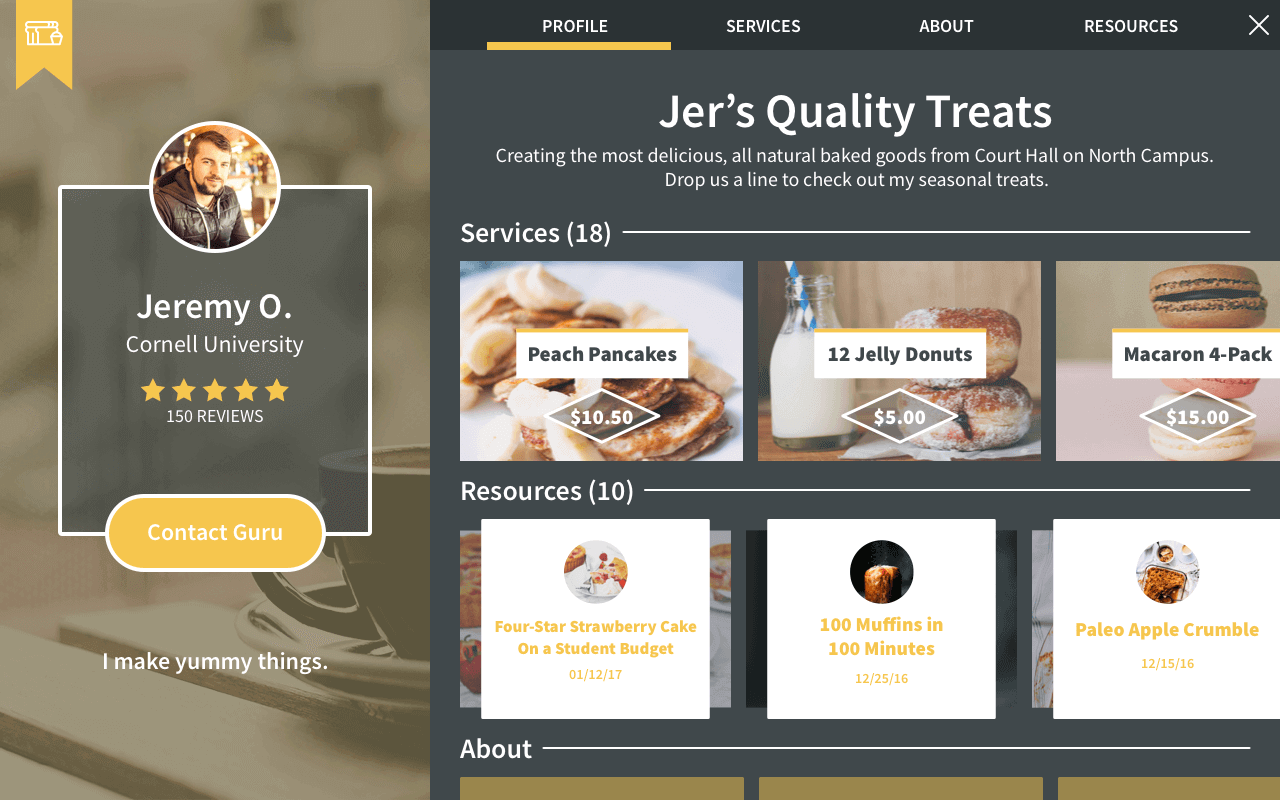 PROFILE
SERVICES
ABOUT
RESOURCES
Jeremy O.
Cornell University
150 REVIEWS
Contact Guru
I make yummy things.
Jer’s Quality Treats
Creating the most delicious, all natural baked goods from Court Hall on North Campus.
Drop us a line to check out my seasonal treats.
Services (18)
Peach Pancakes
$10.50
12 Jelly Donuts
$5.00
Macaron 4-Pack
$15.00
Resources (10)
Four-Star Strawberry Cake
On a Student Budget
01/12/17
100 Muffins in
100 Minutes
12/25/16
Paleo Apple Crumble
12/15/16
About